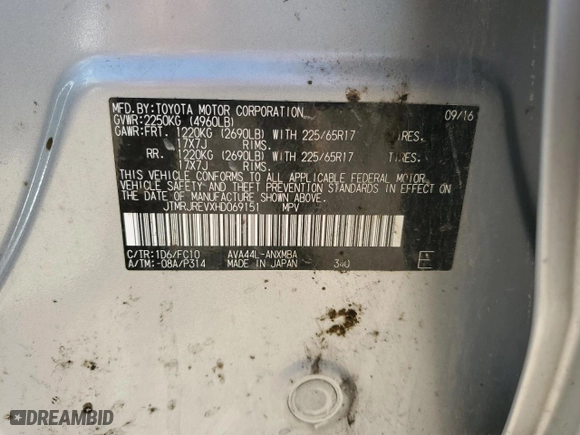 MFD.BY:TOYOTA MOTOR CORPORATION 09/16
GVWR:2250KG (4960LB)
GAWR:FRT. 1220KG (2690LB) WITH 225/65R17 TIRES.
17X7J RIMS.
RR. 1220KG (2690LB) WITH 225/65R17 TIRES.
17X7J RIMS.
THIS VEHICLE CONFORMS TO ALL APPLICABLE FEDERAL MOTOR
VEHICLE SAFETY AND THEFT PREVENTION STANDARDS IN EFFECT ON
THE DATE OF MANUFACTURE SHOWN ABOVE.
JTMRJREVXHD069151 MPV
C/TR:1D6/FC10 AVA44L-ANXMBA
A/TM:-08A/P314 MADE IN JAPAN 340 E
DREAMBID